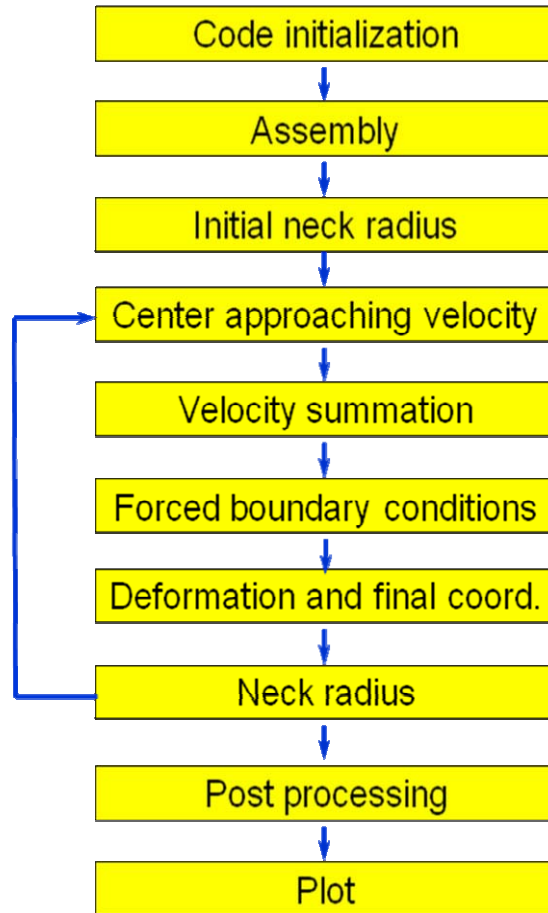 Code initialization
Assembly
Initial neck radius
Center approaching velocity
Velocity summation
Forced boundary conditions
Deformation and final coord.
Neck radius
Post processing
Plot